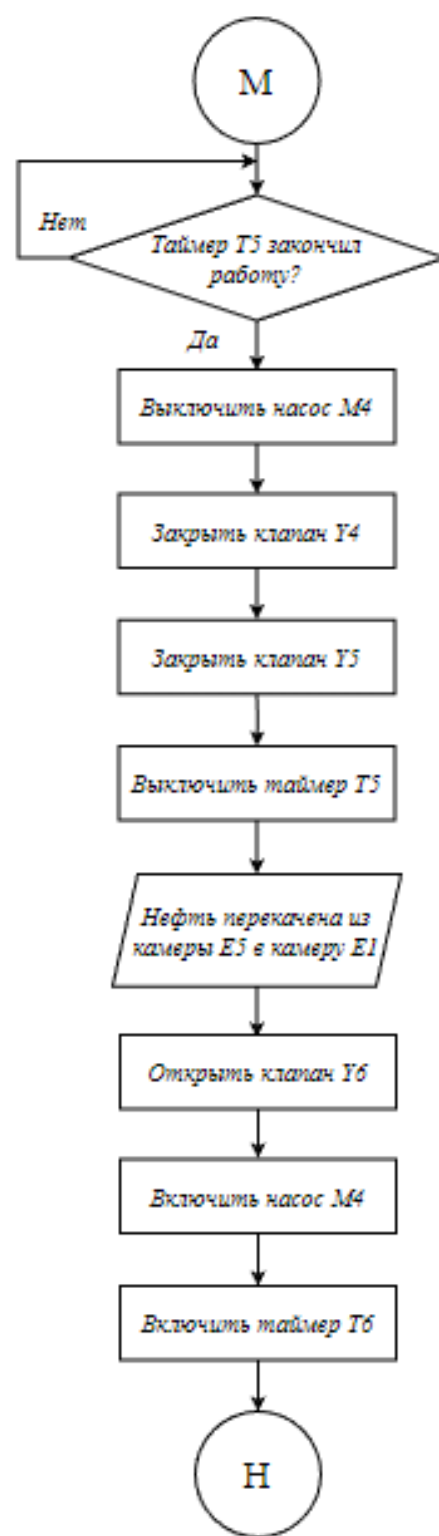 М
Нет
Таймер Т5 закончил
работу?
Да
Выключить насос М4
Закрыть клапан Y4
Закрыть клапан Y5
Выключить таймер Т5
Нефть перекачена из
камеры Е5 в камеру Е1
Открыть клапан Y6
Включить насос М4
Включить таймер Т6
Н